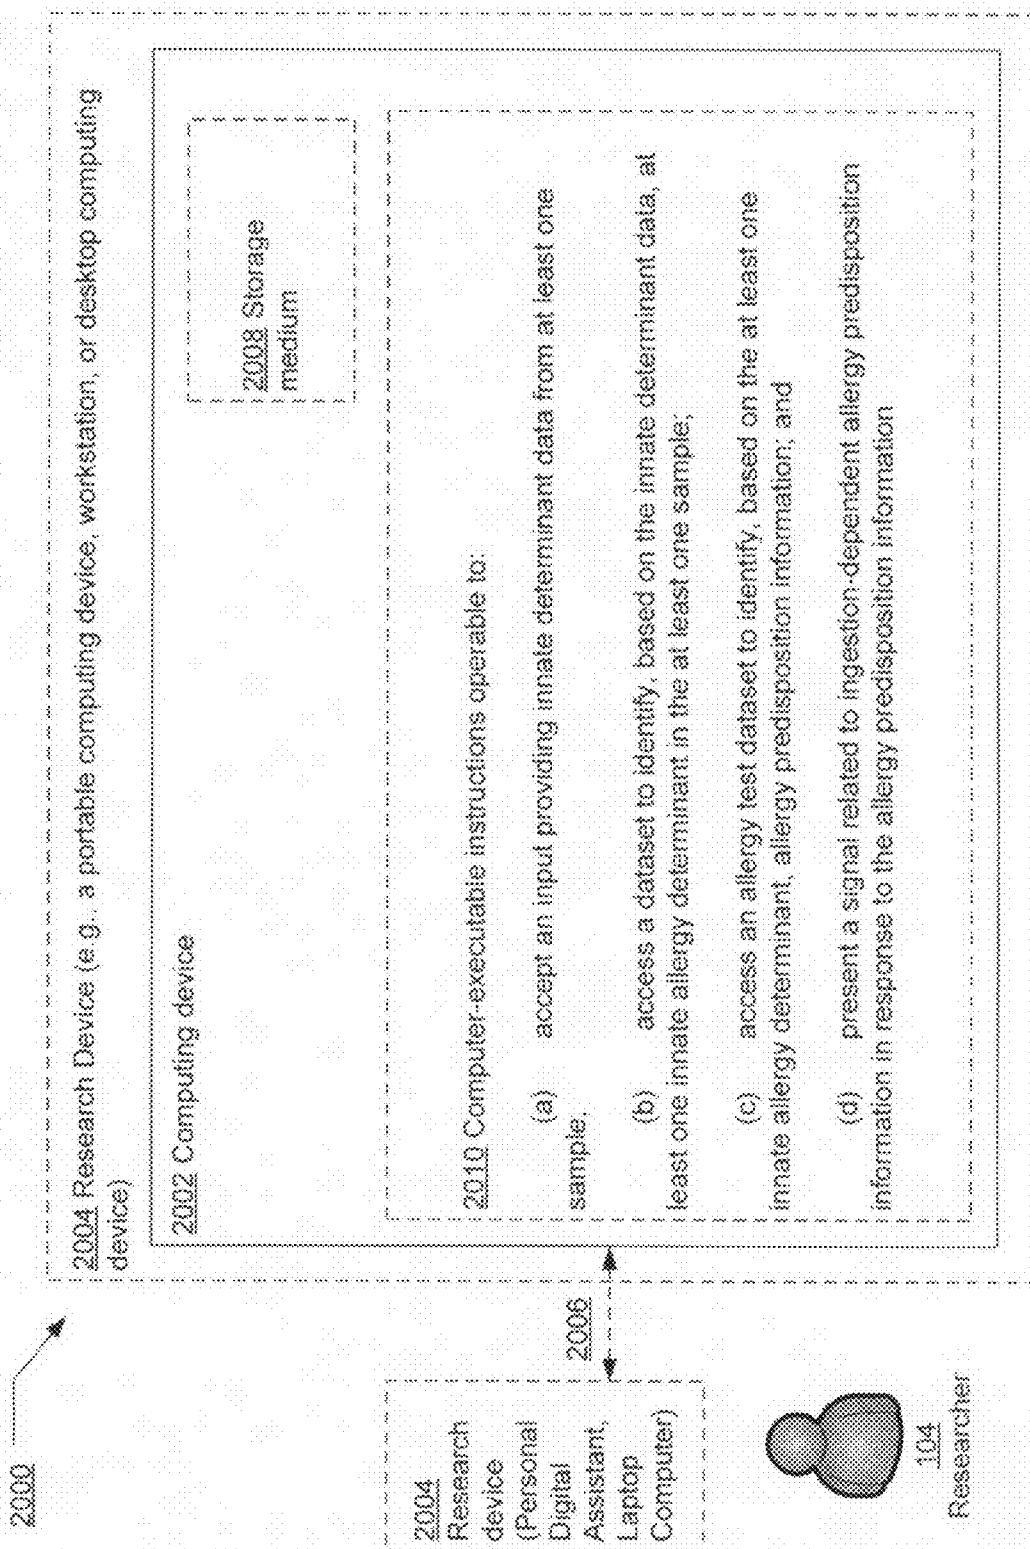 2000
2004 Research Device (e.g., a portable computing device, workstation, or desktop computing
device)
2002 Computing device
2008 Storage
medium
2010 Computer-executable instructions operable to:
(a) accept an input providing innate determinant data from at least one
sample;
(b) access a dataset to identify, based on the innate determinant data, at
least one innate allergy determinant in the at least one sample;
(c) access an allergy test dataset to identify, based on the at least one
innate allergy determinant, allergy predisposition information; and
(d) present a signal related to ingestion-dependent allergy predisposition
information in response to the allergy predisposition information
2006
2004
Research
device
(Personal
Digital
Assistant,
Laptop
Computer)
104
Researcher